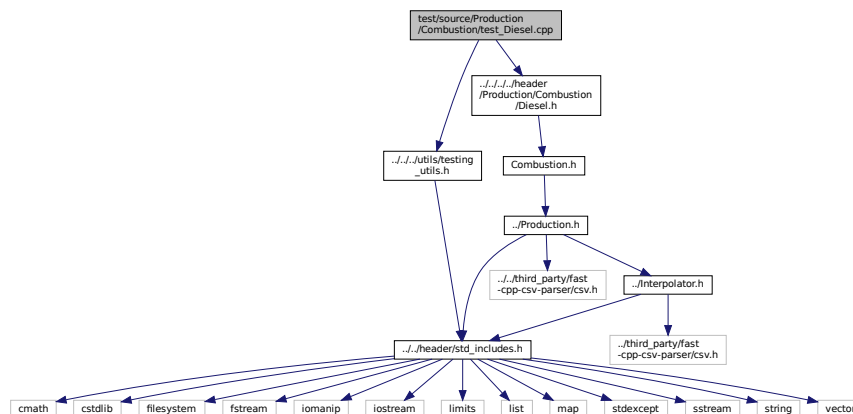 test/source/Production
/Combustion/test_Diesel.cpp
../../../../header
/Production/Combustion
/Diesel.h
../../../utils/testing
_utils.h
Combustion.h
../Production.h
../../third_party/fast
-cpp-csv-parser/csv.h
../Interpolator.h
../third_party/fast
-cpp-csv-parser/csv.h
../../header/std_includes.h
cmath
cstdlib
filesystem
fstream
iomanip
iostream
limits
list
map
stdexcept
sstream
string
vector